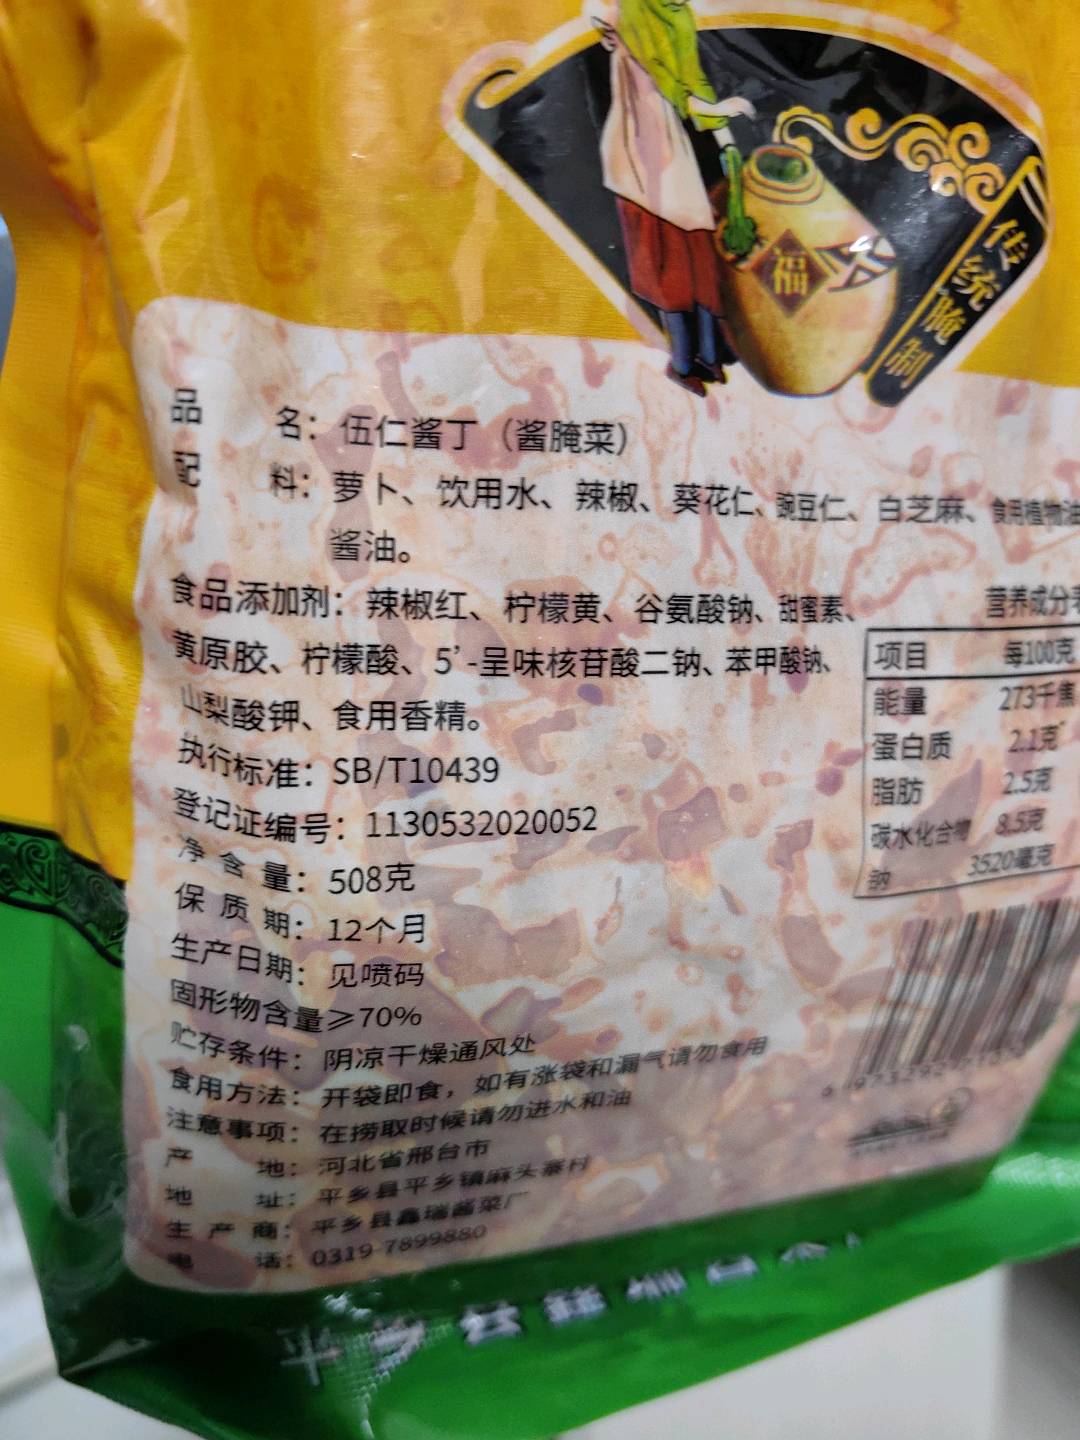 福
传统腌制
品 名：伍仁酱丁（酱腌菜）
配 料：萝卜、饮用水、辣椒、葵花仁、豌豆仁、白芝麻、食用植物油
酱油。
食品添加剂：辣椒红、柠檬黄、谷氨酸钠、甜蜜素、
黄原胶、柠檬酸、5’-呈味核苷酸二钠、苯甲酸钠、
山梨酸钾、食用香精。
执行标准：SB/T10439
登记证编号：1130532020052
净含量：508克
保质期：12个月
生产日期：见喷码
固形物含量≥70%
贮存条件：阴凉干燥通风处
食用方法：开袋即食，如有涨袋和漏气请勿食用
注意事项：在捞取时候请勿进水和油
产 地：河北省邢台市
地 址：平乡县平乡镇麻头寨村
生产商：平乡县鑫瑞酱菜厂
电 话：0319-7899880
营养成分表
项目 每100克
能量 273千焦
蛋白质 2.1克
脂肪 2.5克
碳水化合物 8.5克
钠 3520毫克